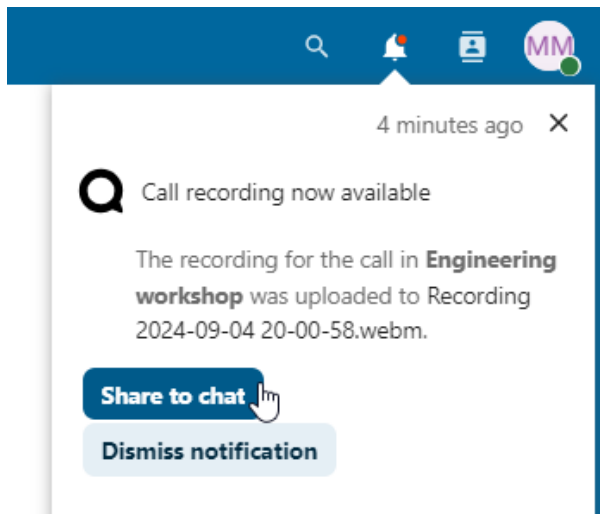 MM
4 minutes ago
Call recording now available
The recording for the call in Engineering
workshop was uploaded to Recording
2024-09-04 20-00-58.webm.
Share to chat
Dismiss notification